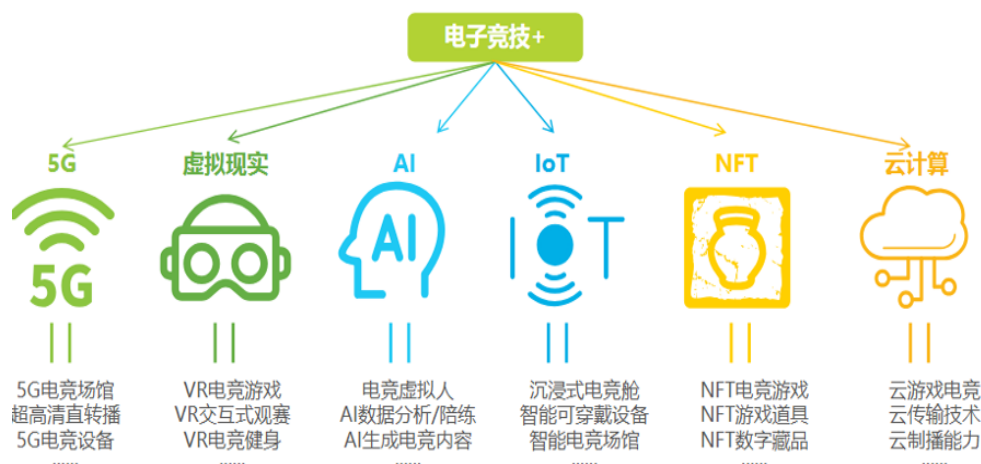 电子竞技+
5G
虚拟现实
AI
IoT
NFT
云计算
5G
AI
IOT
5G电竞场馆
超高清直转播
5G电竞设备
......
VR电竞游戏
VR交互式观赛
VR电竞健身
......
电竞虚拟人
AI数据分析/陪练
AI生成电竞内容
......
沉浸式电竞舱
智能可穿戴设备
智能电竞场馆
......
NFT电竞游戏
NFT游戏道具
NFT数字藏品
......
云游戏电竞
云传输技术
云制播能力
......